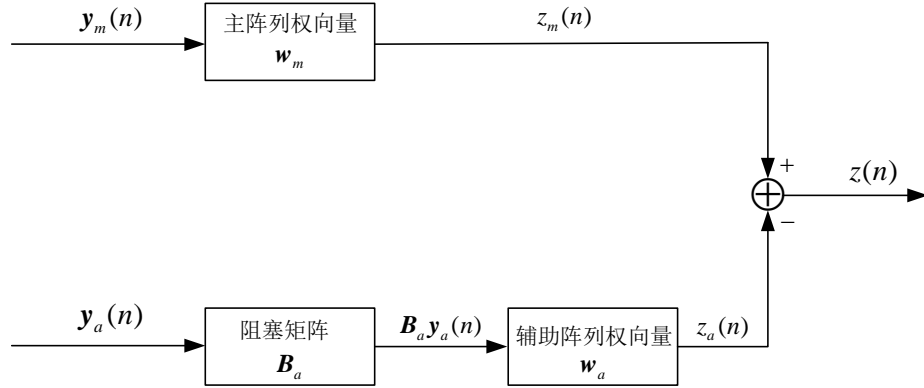 y_m(n)
主阵列权向量
w_m
z_m(n)
+
z(n)
−
y_a(n)
阻塞矩阵
B_a
B_a y_a(n)
辅助阵列权向量
w_a
z_a(n)